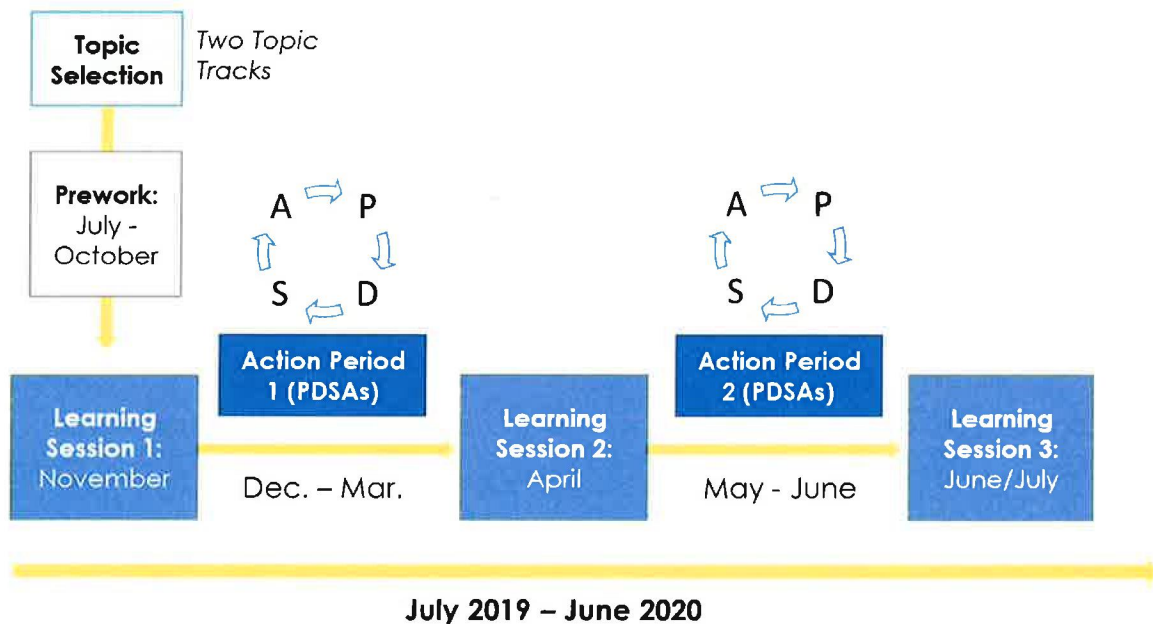 Topic
Selection
Two Topic
Tracks
Prework:
July -
October
A P
S D
Action Period
1 (PDSAs)
A P
S D
Action Period
2 (PDSAs)
Learning
Session 1:
November
Dec. – Mar.
Learning
Session 2:
April
May - June
Learning
Session 3:
June/July
July 2019 – June 2020